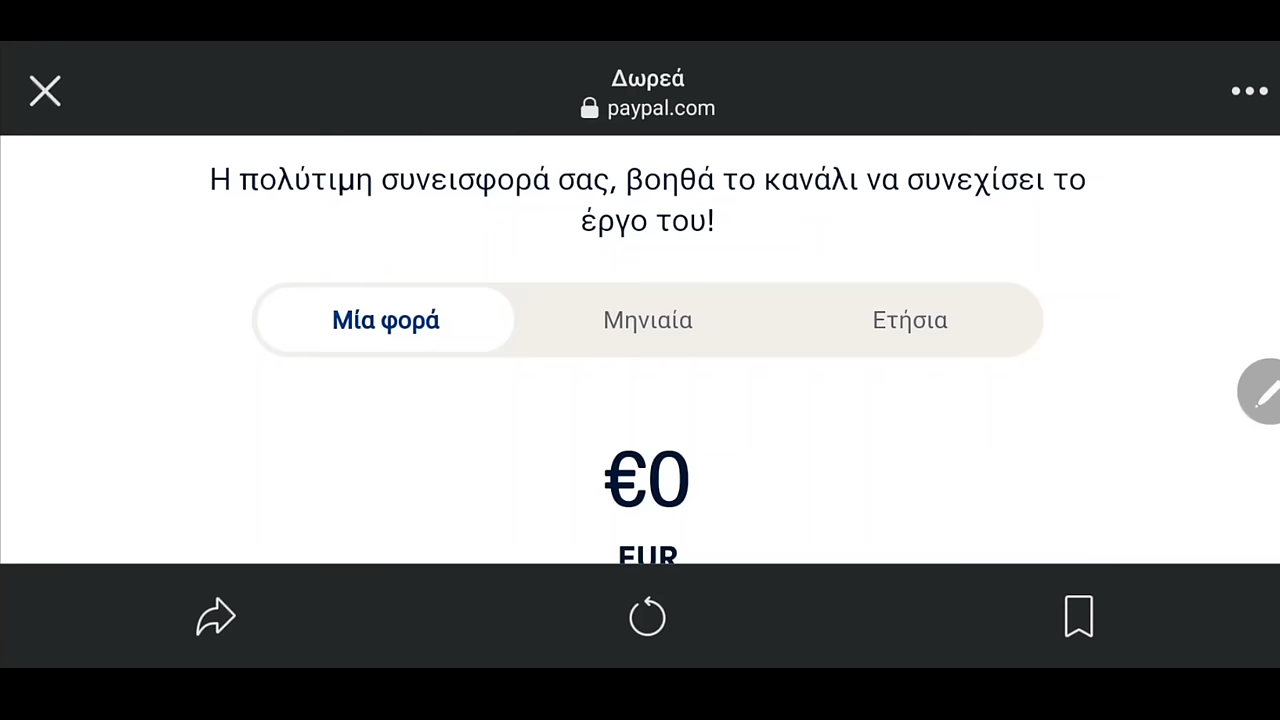 Δωρεά
paypal.com
Η πολύτιμη συνεισφορά σας, βοηθά το κανάλι να συνεχίσει το
έργο του!
Μία φορά Μηνιαία Ετήσια
€0
EUR